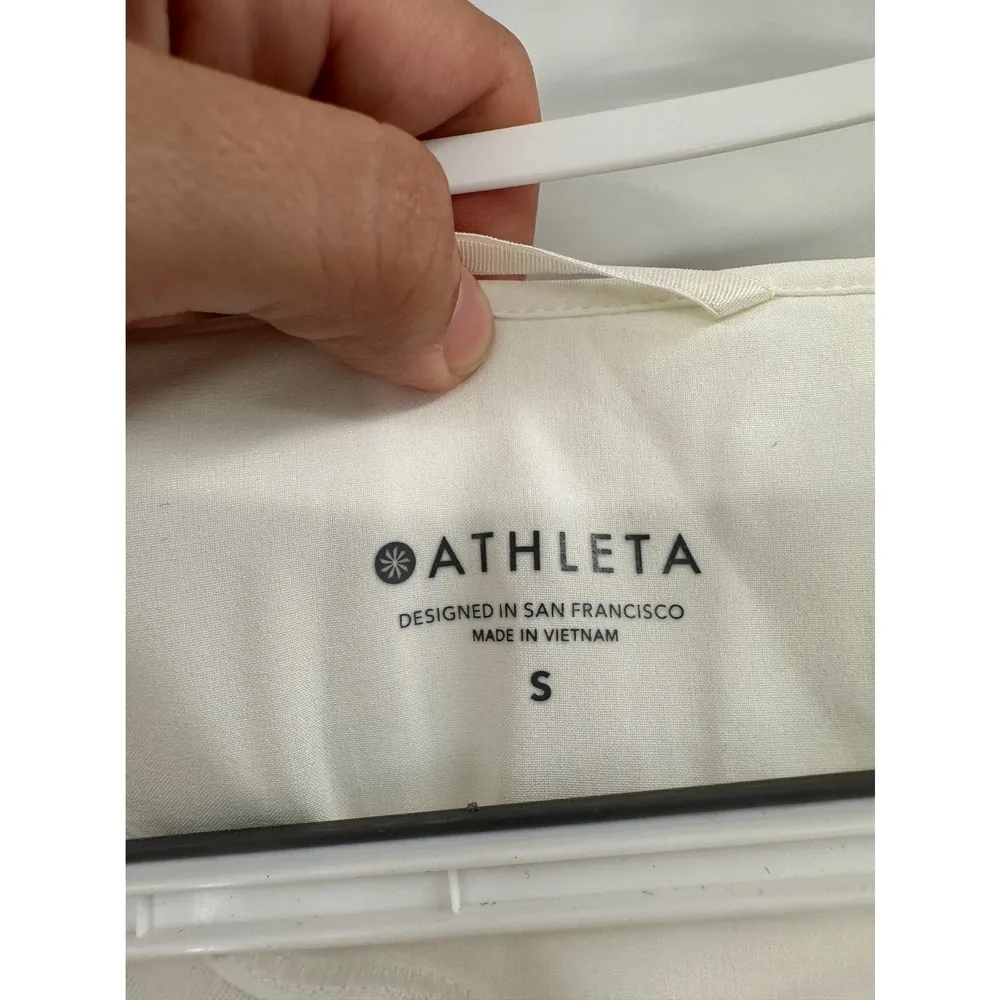 ATHLETA
DESIGNED IN SAN FRANCISCO
MADE IN VIETNAM
S